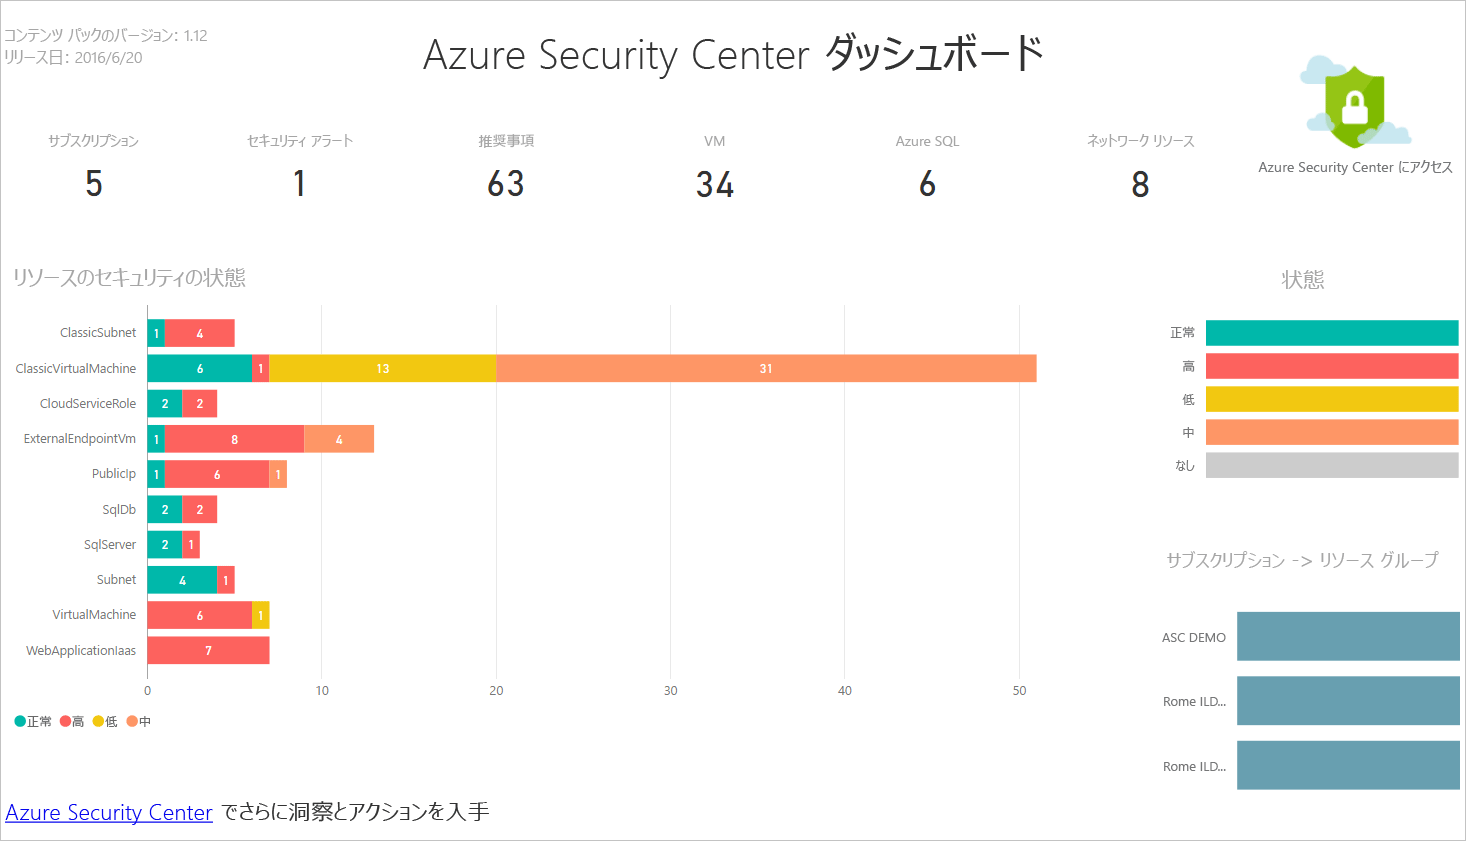 コンテンツ パックのバージョン: 1.12
リリース日: 2016/6/20
Azure Security Center ダッシュボード
サブスクリプション
5
セキュリティ アラート
1
推奨事項
63
VM
34
Azure SQL
6
ネットワーク リソース
8
Azure Security Center にアクセス
リソースのセキュリティの状態
ClassicSubnet 1 4
ClassicVirtualMachine 6 1 13 31
CloudServiceRole 2 2
ExternalEndpointVm 1 8 4
PublicIp 1 6 1
SqlDb 2 2
SqlServer 2 1
Subnet 4 1
VirtualMachine 6 1
WebApplicationIaas 7
0 10 20 30 40 50
正常 高 低 中
状態
正常
高
低
中
なし
サブスクリプション -> リソース グループ
ASC DEMO
Rome ILD...
Rome ILD...
Azure Security Center でさらに洞察とアクションを入手